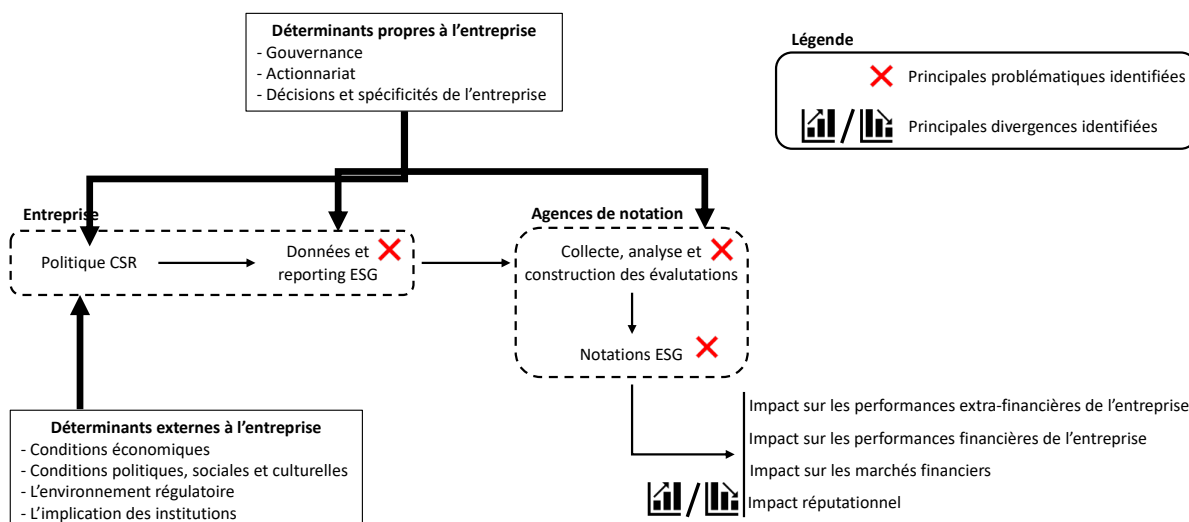 Déterminants propres à l'entreprise
- Gouvernance
- Actionnariat
- Décisions et spécificités de l'entreprise
Légende
Principales problématiques identifiées
Principales divergences identifiées
Entreprise
Politique CSR
Données et
reporting ESG
Agences de notation
Collecte, analyse et
construction des évalutations
Notations ESG
Déterminants externes à l'entreprise
- Conditions économiques
- Conditions politiques, sociales et culturelles
- L'environnement régulatoire
- L'implication des institutions
Impact sur les performances extra-financières de l'entreprise
Impact sur les performances financières de l'entreprise
Impact sur les marchés financiers
Impact réputationnel